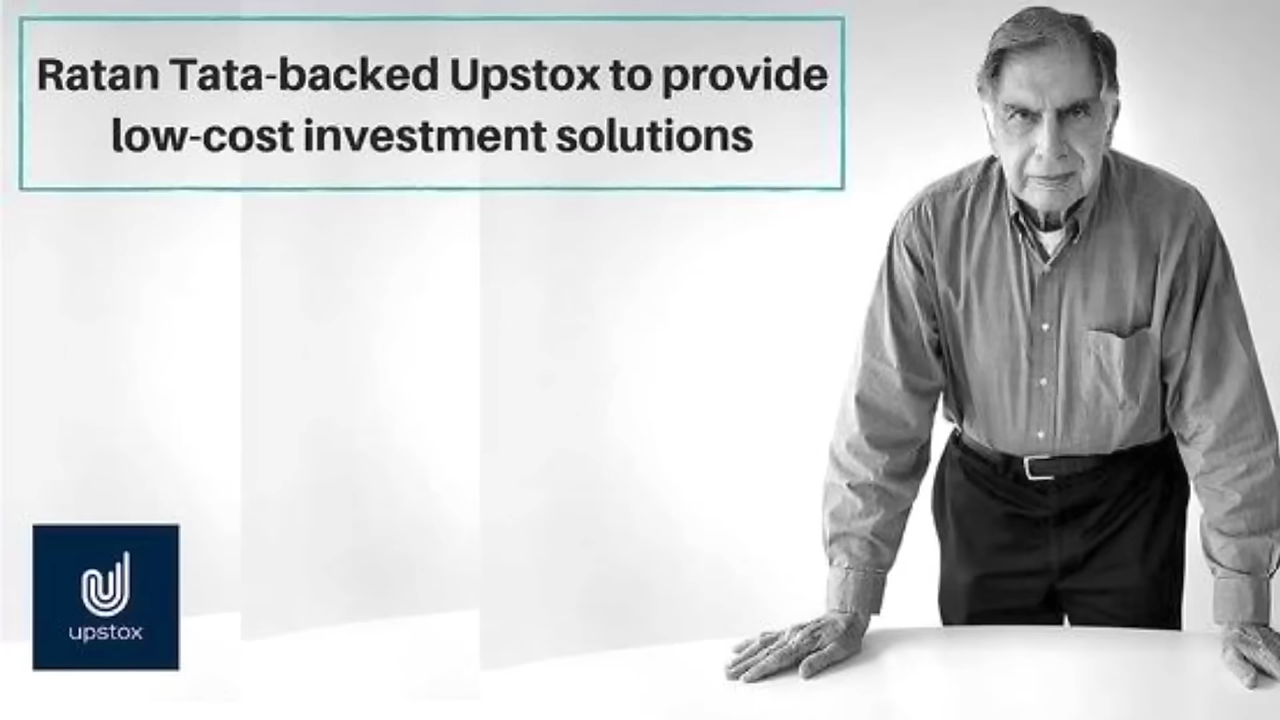 Ratan Tata-backed Upstox to provide
low-cost investment solutions
upstox